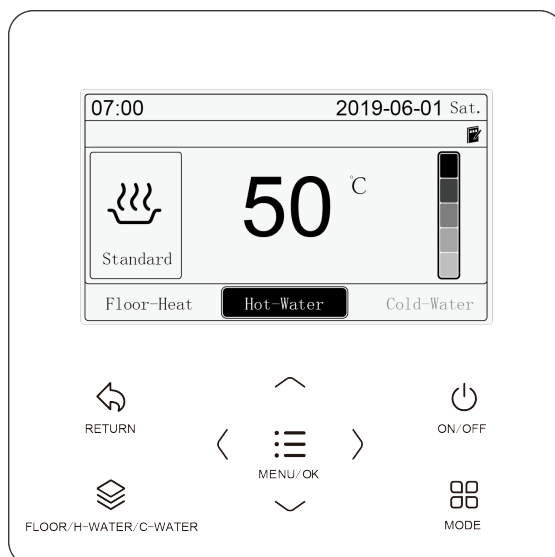 07:00 2019-06-01 Sat.
50 °C
Standard
Floor-Heat Hot-Water Cold-Water
RETURN ON/OFF
MENU/OK
FLOOR/H-WATER/C-WATER MODE